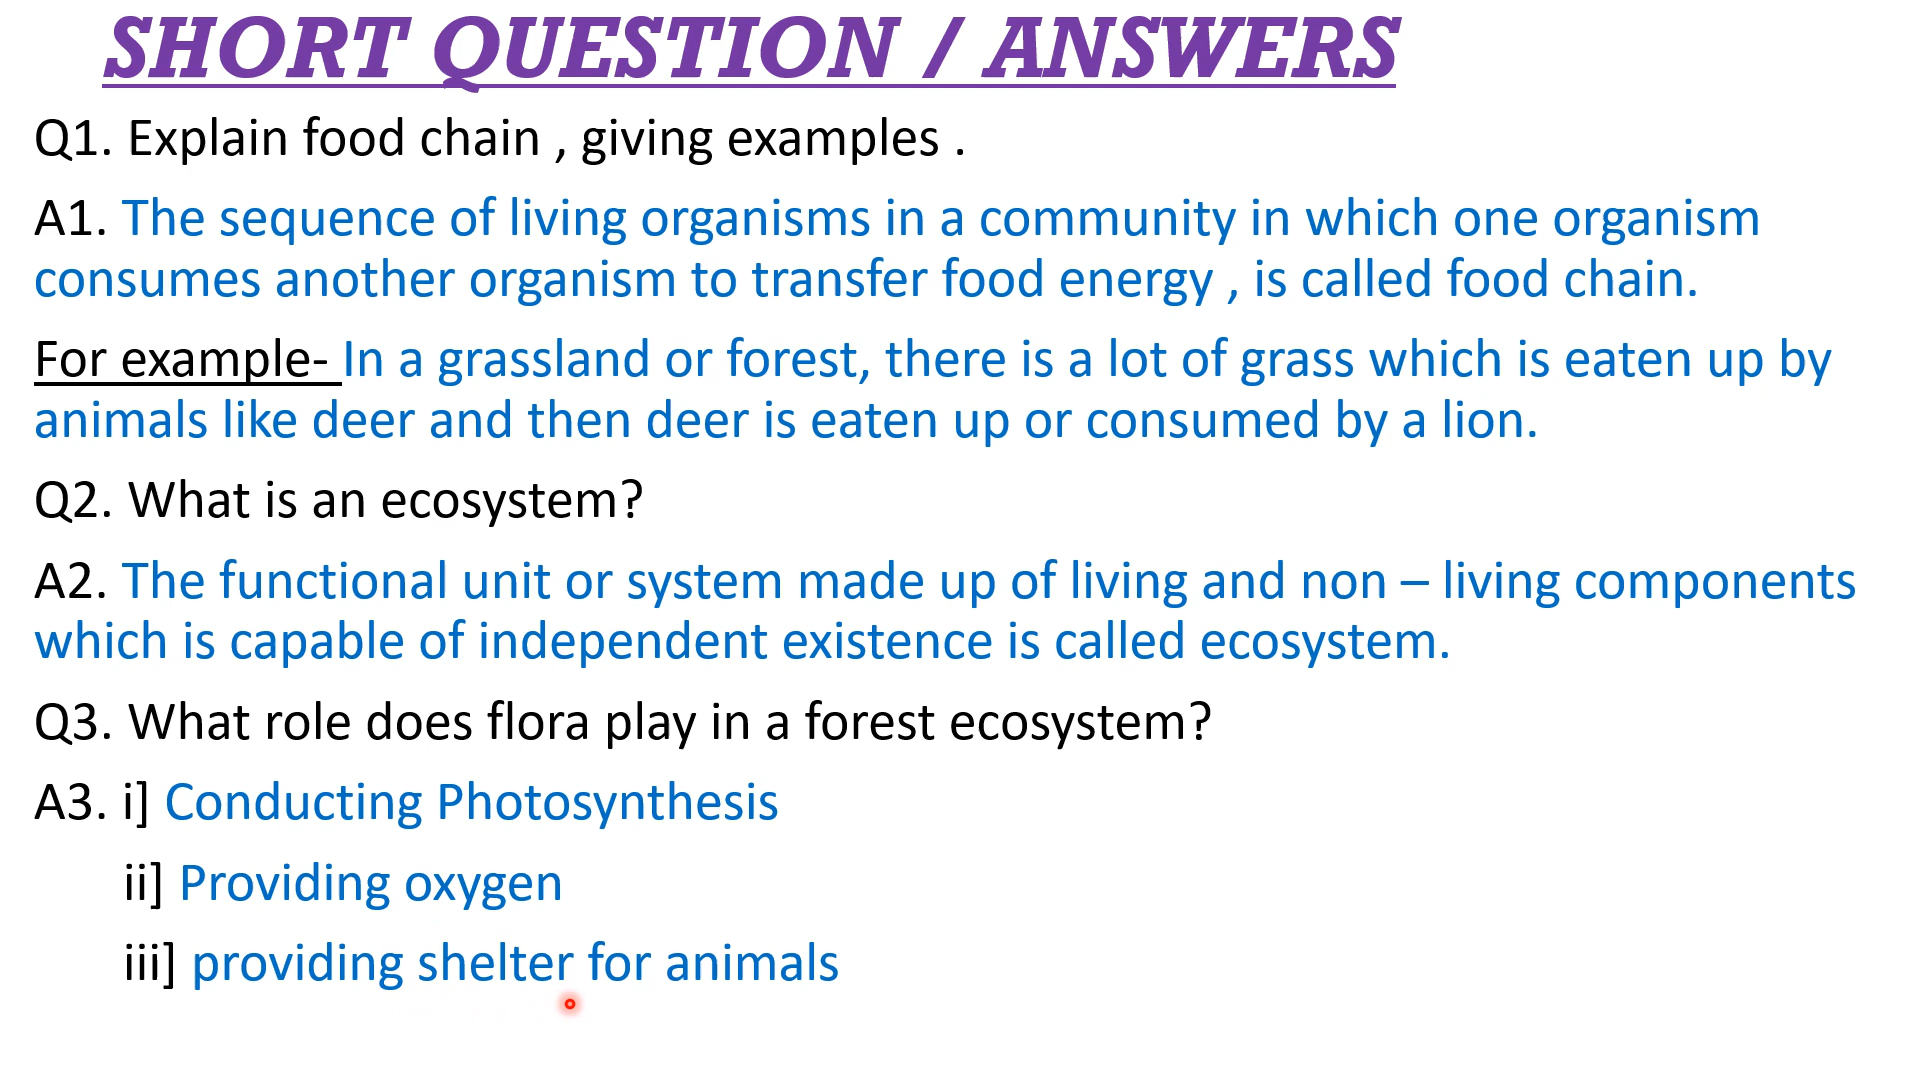 SHORT QUESTION / ANSWERS
Q1. Explain food chain , giving examples .
A1. The sequence of living organisms in a community in which one organism
consumes another organism to transfer food energy , is called food chain.
For example- In a grassland or forest, there is a lot of grass which is eaten up by
animals like deer and then deer is eaten up or consumed by a lion.
Q2. What is an ecosystem?
A2. The functional unit or system made up of living and non – living components
which is capable of independent existence is called ecosystem.
Q3. What role does flora play in a forest ecosystem?
A3. i] Conducting Photosynthesis
ii] Providing oxygen
iii] providing shelter for animals